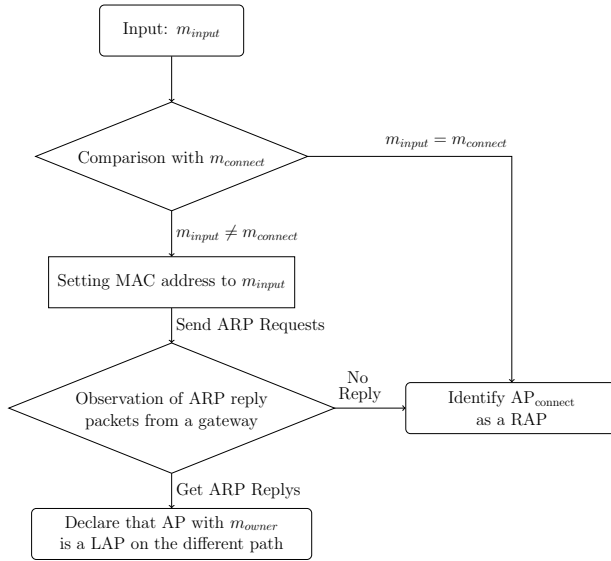 Input: m_input
Comparison with m_connect
m_input = m_connect
m_input ≠ m_connect
Setting MAC address to m_input
Send ARP Requests
Observation of ARP reply
packets from a gateway
No
Reply
Identify AP_connect
as a RAP
Get ARP Replys
Declare that AP with m_owner
is a LAP on the different path